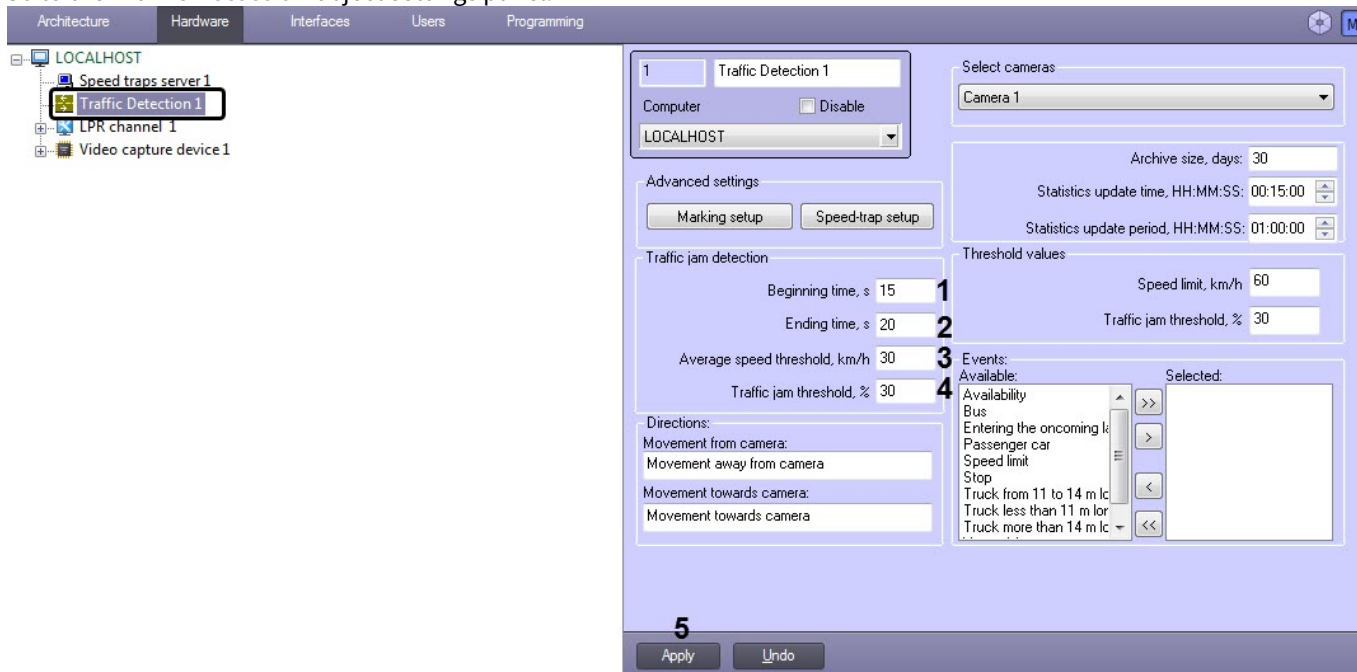 Architecture Hardware Interfaces Users Programming M
LOCALHOST
Speed traps server 1
Traffic Detection 1
LPR channel 1
Video capture device 1
1 Traffic Detection 1
Computer Disable
LOCALHOST
Advanced settings
Marking setup Speed-trap setup
Traffic jam detection
Beginning time, s 15 1
Ending time, s 20 2
Average speed threshold, km/h 30 3
Traffic jam threshold, % 30 4
Directions:
Movement from camera:
Movement away from camera
Movement towards camera:
Movement towards camera
Select cameras
Camera 1
Archive size, days: 30
Statistics update time, HH:MM:SS: 00:15:00
Statistics update period, HH:MM:SS: 01:00:00
Threshold values
Speed limit, km/h 60
Traffic jam threshold, % 30
Events:
Available: Selected:
Availability >>
Bus
Entering the oncoming la
Passenger car >
Speed limit
Stop
Truck from 11 to 14 m lo <
Truck less than 11 m lon
Truck more than 14 m lo <<
5
Apply Undo